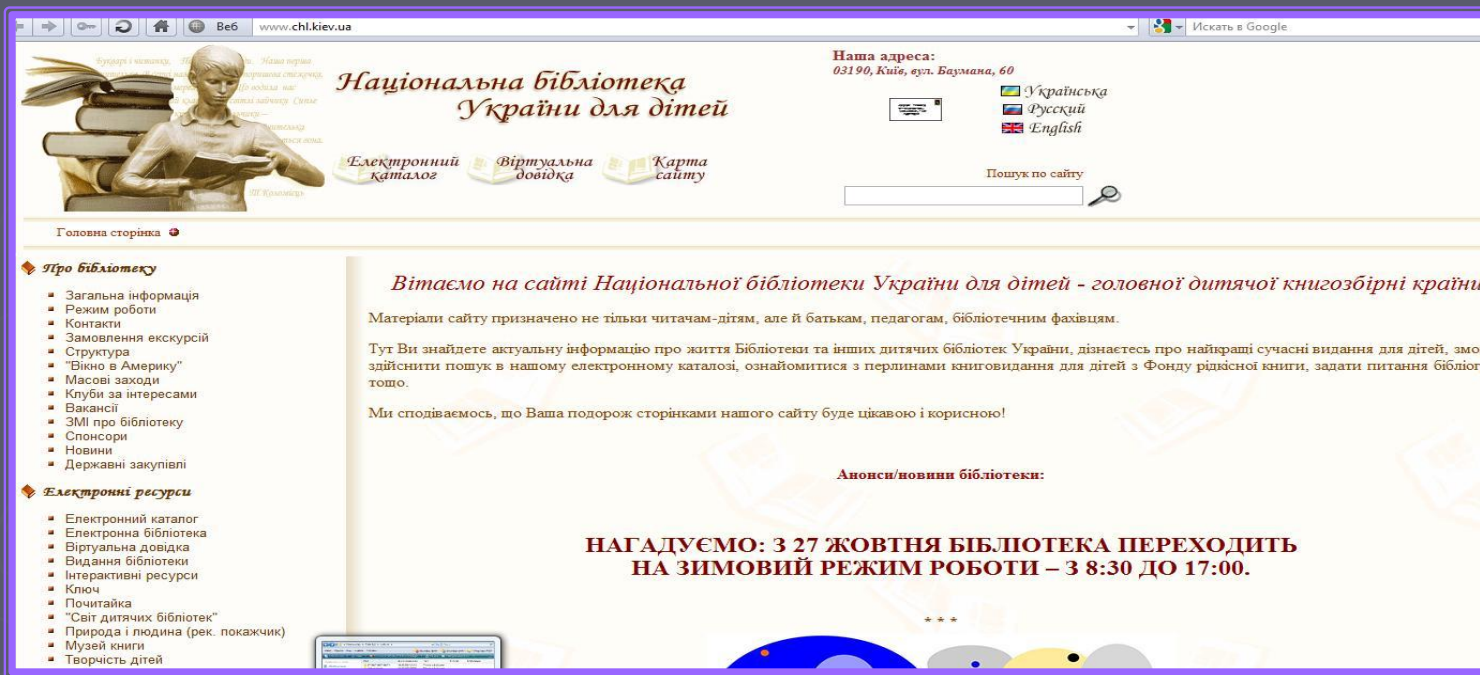 Веб
www.chl.kiev.ua
Искать в Google
Національна бібліотека
України для дітей
Електронний
каталог
Віртуальна
довідка
Карта
сайту
Наша адреса:
03190, Київ, вул. Баумана, 60
Українська
Русский
English
Пошук по сайту
Головна сторінка
Про бібліотеку
Загальна інформація
Режим роботи
Контакти
Замовлення екскурсій
Структура
"Вікно в Америку"
Масові заходи
Клуби за інтересами
Вакансії
ЗМІ про бібліотеку
Спонсори
Новини
Державні закупівлі
Електронні ресурси
Електронний каталог
Електронна бібліотека
Віртуальна довідка
Видання бібліотеки
Інтерактивні ресурси
Ключ
Почитайка
"Світ дитячих бібліотек"
Природа і людина (рек. покажчик)
Музей книги
Творчість дітей
Вітаємо на сайті Національної бібліотеки України для дітей - головної дитячої книгозбірні країни
Матеріали сайту призначено не тільки читачам-дітям, але й батькам, педагогам, бібліотечним фахівцям.
Тут Ви знайдете актуальну інформацію про життя Бібліотеки та інших дитячих бібліотек України, дізнаєтесь про найкращі сучасні видання для дітей, змо
здійснити пошук в нашому електронному каталозі, ознайомитися з перлинами книговидання для дітей з Фонду рідкісної книги, задати питання бібліог
тощо.
Ми сподіваємось, що Ваша подорож сторінками нашого сайту буде цікавою і корисною!
Анонси/новини бібліотеки:
НАГАДУЄМО: З 27 ЖОВТНЯ БІБЛІОТЕКА ПЕРЕХОДИТЬ
НА ЗИМОВИЙ РЕЖИМ РОБОТИ – З 8:30 ДО 17:00.
* * *